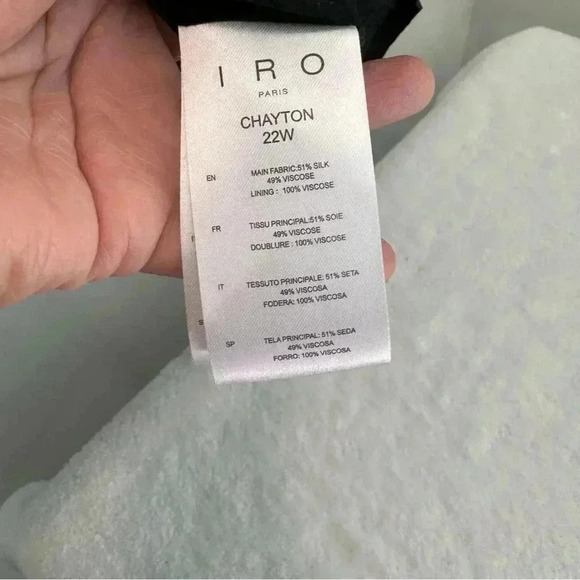 IRO
PARIS
CHAYTON
22W
EN
MAIN FABRIC:51% SILK
49% VISCOSE
LINING : 100% VISCOSE
FR
TISSU PRINCIPAL:51% SOIE
49% VISCOSE
DOUBLURE : 100% VISCOSE
IT
TESSUTO PRINCIPALE: 51% SETA
49% VISCOSA
FODERA: 100% VISCOSA
SP
TELA PRINCIPAL: 51% SEDA
49% VISCOSA
FORRO: 100% VISCOSA